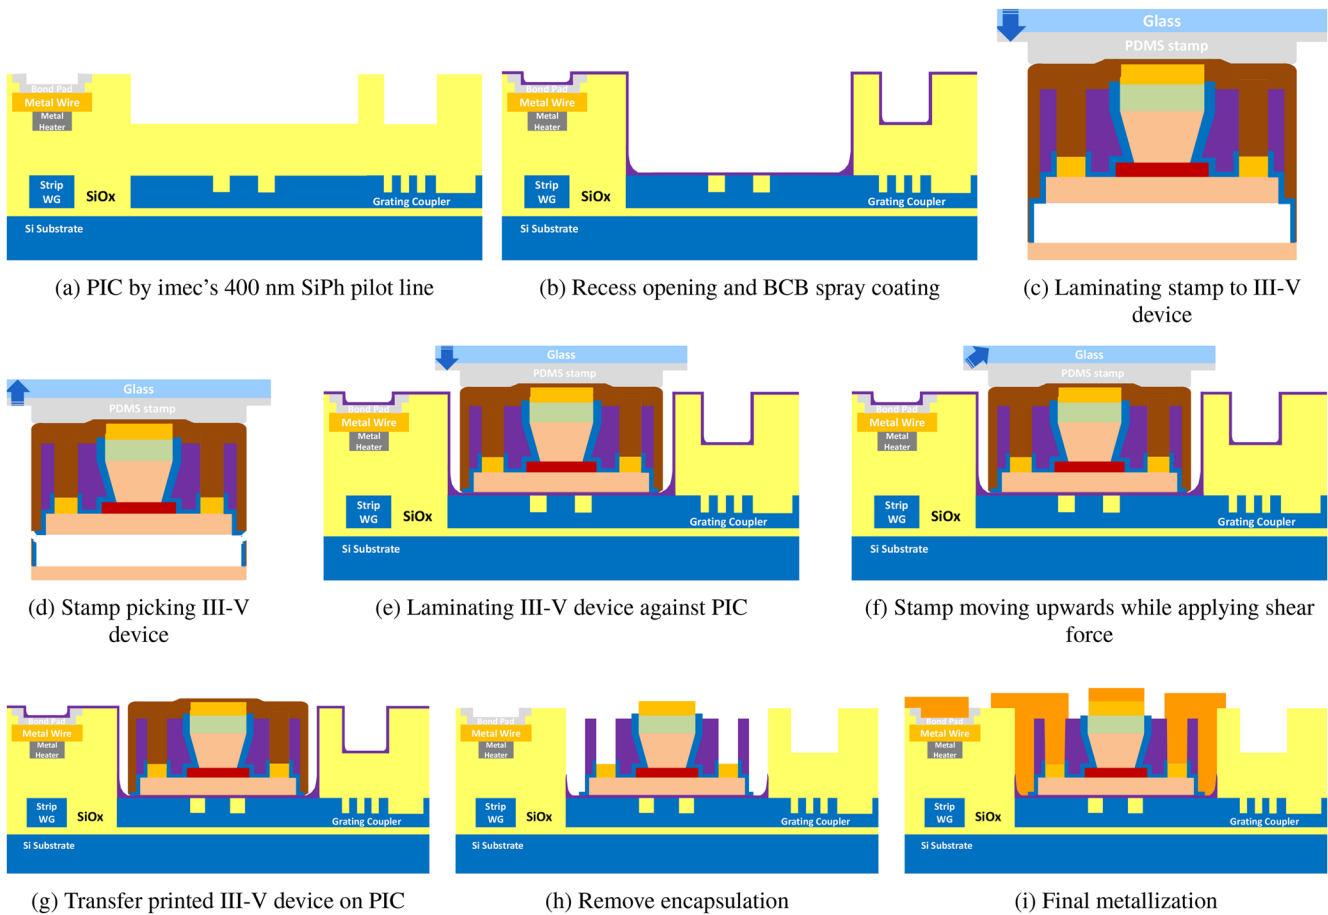 Bond Pad
Metal Wire
Metal
Heater
Strip
WG
SiOx
Grating Coupler
Si Substrate
(a) PIC by imec's 400 nm SiPh pilot line
Bond Pad
Metal Wire
Metal
Heater
Strip
WG
SiOx
Grating Coupler
Si Substrate
(b) Recess opening and BCB spray coating
Glass
PDMS stamp
(c) Laminating stamp to III-V
device
Glass
PDMS stamp
(d) Stamp picking III-V
device
Glass
PDMS stamp
Bond Pad
Metal Wire
Metal
Heater
Strip
WG
SiOx
Grating Coupler
Si Substrate
(e) Laminating III-V device against PIC
Glass
PDMS stamp
Bond Pad
Metal Wire
Metal
Heater
Strip
WG
SiOx
Grating Coupler
Si Substrate
(f) Stamp moving upwards while applying shear
force
Bond Pad
Metal Wire
Metal
Heater
Strip
WG
SiOx
Grating Coupler
Si Substrate
(g) Transfer printed III-V device on PIC
Bond Pad
Metal Wire
Metal
Heater
Strip
WG
SiOx
Grating Coupler
Si Substrate
(h) Remove encapsulation
Bond Pad
Metal Wire
Metal
Heater
Strip
WG
SiOx
Grating Coupler
Si Substrate
(i) Final metallization